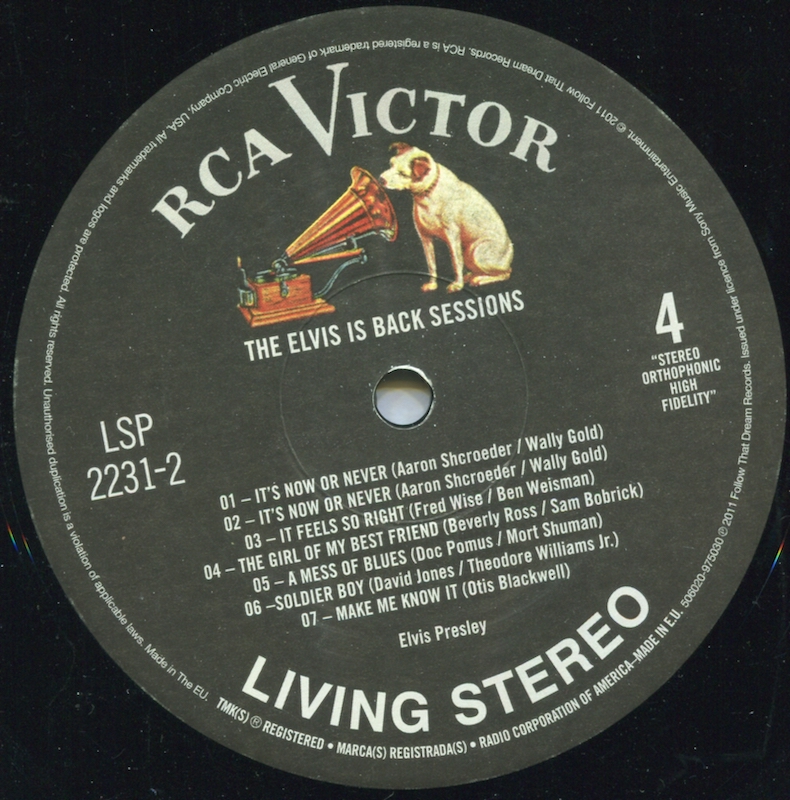 RCA VICTOR
THE ELVIS IS BACK SESSIONS
4
"STEREO
ORTHOPHONIC
HIGH
FIDELITY"
LSP
2231-2
01 – IT'S NOW OR NEVER (Aaron Shcroeder / Wally Gold)
02 – IT'S NOW OR NEVER (Aaron Shcroeder / Wally Gold)
03 – IT FEELS SO RIGHT (Fred Wise / Ben Weisman)
04 – THE GIRL OF MY BEST FRIEND (Beverly Ross / Sam Bobrick)
05 – A MESS OF BLUES (Doc Pomus / Mort Shuman)
06 –SOLDIER BOY (David Jones / Theodore Williams Jr.)
07 – MAKE ME KNOW IT (Otis Blackwell)
Elvis Presley
LIVING STEREO
TMK(S) ® REGISTERED • MARCA(S) REGISTRADA(S) • RADIO CORPORATION OF AMERICA–MADE IN E.U.
506020-975030 ℗ 2011 Follow That Dream Records. Issued under licence from Sony Music Entertainment. © 2011 Follow That Dream Records. RCA is a registered trademark of General Electric Company, USA. All trademarks and logos are protected. All rights reserved. Unauthorised duplication is a violation of applicable laws. Made in The EU.